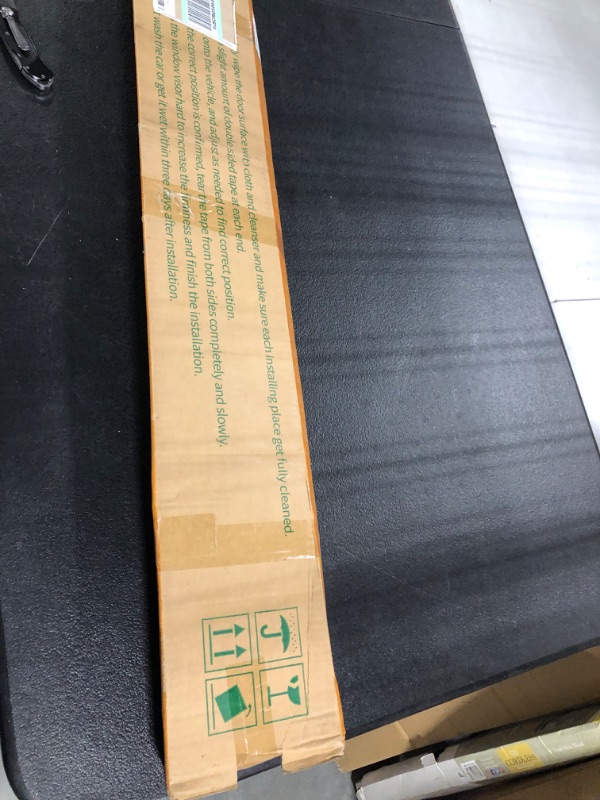 wipe the door surface with cloth and cleanser and make sure each installing place get fully cleaned.
slight amount of double sided tape at each end.
onto the vehicle, and adjust as needed to find correct position.
the correct position is confirmed, tear the tape from both sides completely and slowly.
the window visor hard to increase the firmness and finish the installation.
wash the car or get it wet within three days after installation.
CORDLESS